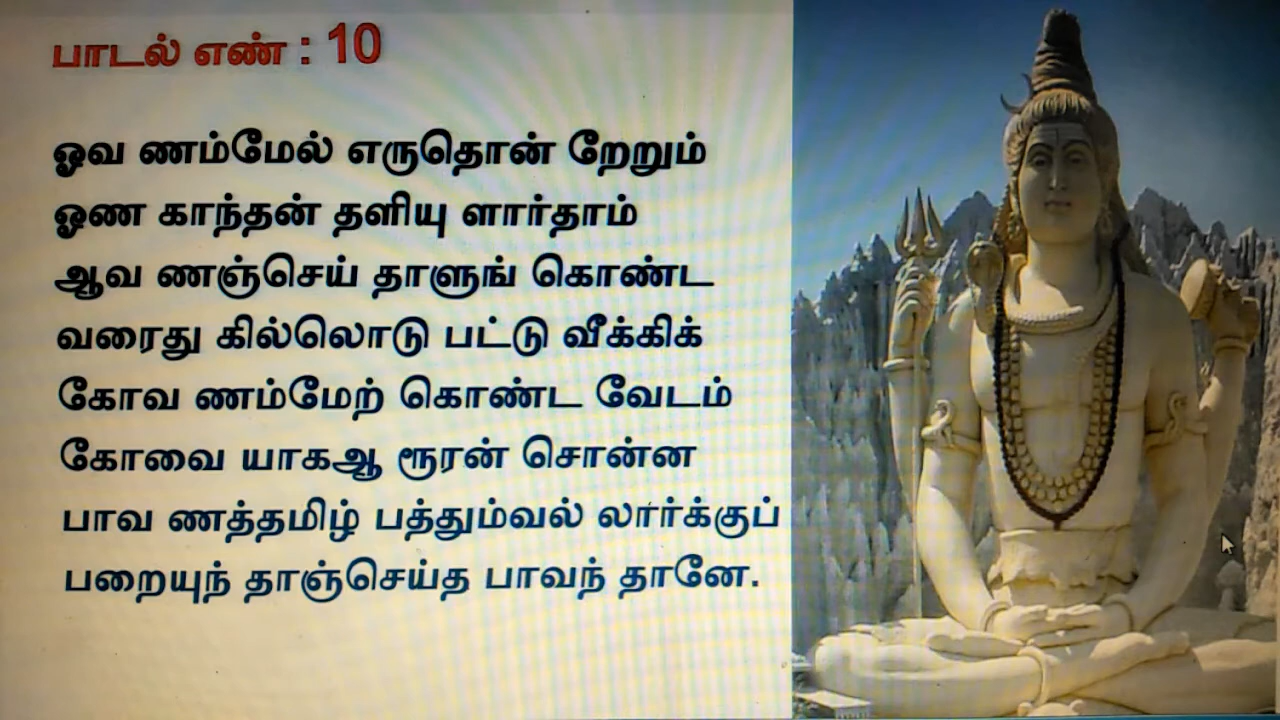 பாடல் எண் : 10
ஓவ ணம்மேல் எருதொன் றேறும்
ஓண காந்தன் தளியு ளார்தாம்
ஆவ ணஞ்செய் தாளுங் கொண்ட
வரைது கில்லொடு பட்டு வீக்கிக்
கோவ ணம்மேற் கொண்ட வேடம்
கோவை யாகஆ ரூரன் சொன்ன
பாவ ணத்தமிழ் பத்தும்வல் லார்க்குப்
பறையுந் தாஞ்செய்த பாவந் தானே.